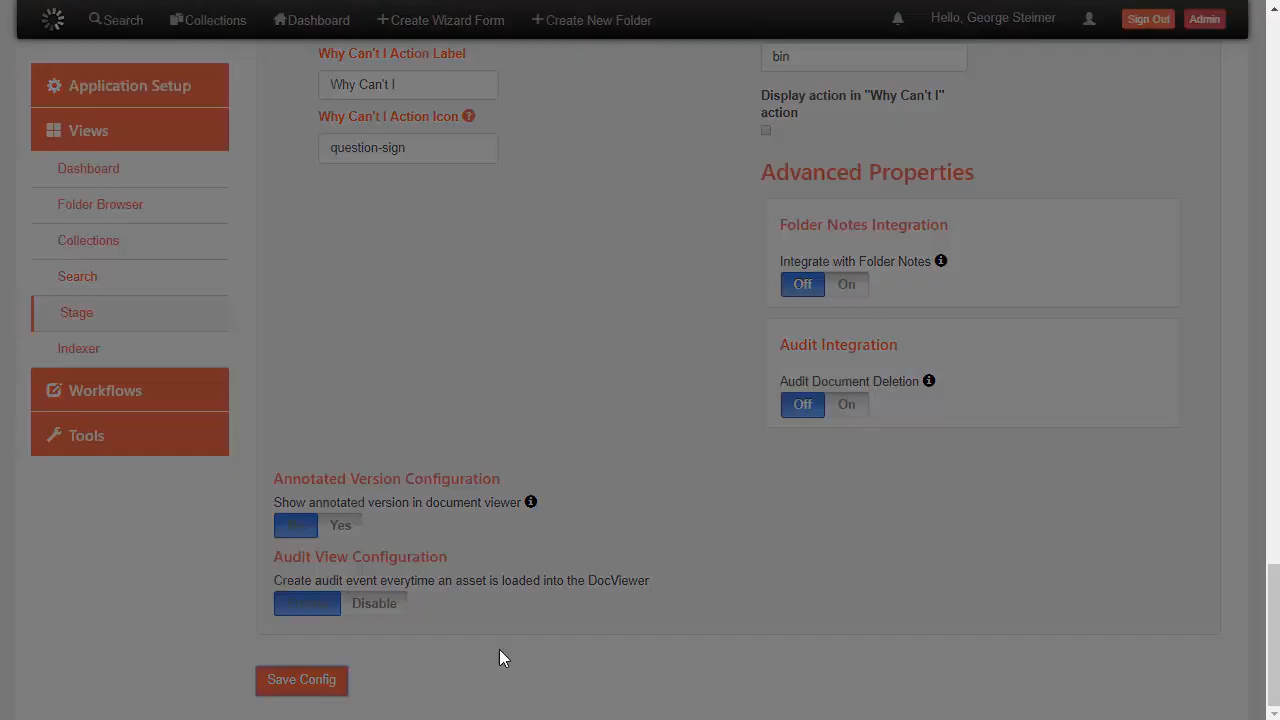 Search
Collections
Dashboard
Create Wizard Form
Create New Folder
Hello, George Steimer
Sign Out
Admin
Application Setup
Views
Dashboard
Folder Browser
Collections
Search
Stage
Indexer
Workflows
Tools
Why Can't I Action Label
Why Can't I
Why Can't I Action Icon
question-sign
bin
Display action in "Why Can't I"
action
Advanced Properties
Folder Notes Integration
Integrate with Folder Notes
Off On
Audit Integration
Audit Document Deletion
Off On
Annotated Version Configuration
Show annotated version in document viewer
Yes
Audit View Configuration
Create audit event everytime an asset is loaded into the DocViewer
Disable
Save Config